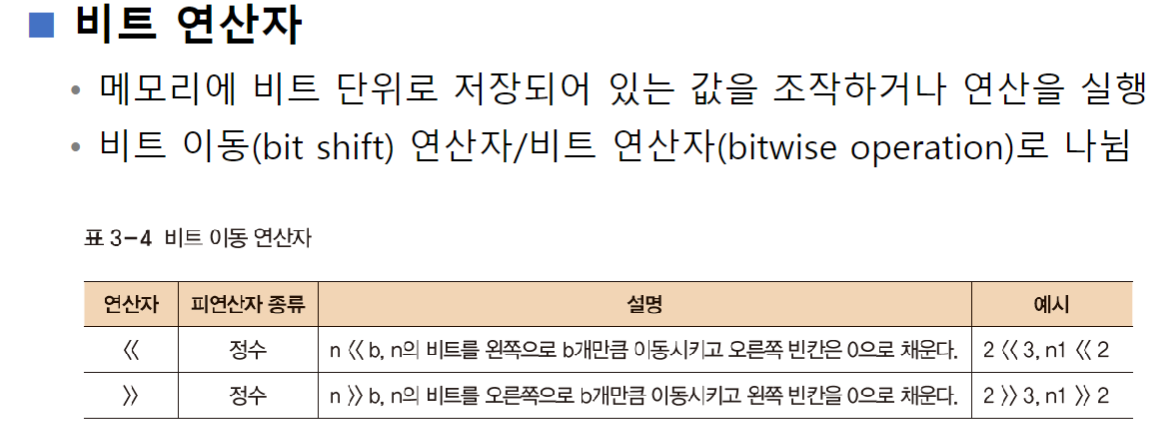 비트 연산자
• 메모리에 비트 단위로 저장되어 있는 값을 조작하거나 연산을 실행
• 비트 이동(bit shift) 연산자/비트 연산자(bitwise operation)로 나뉨
표 3-4 비트 이동 연산자
연산자 피연산자 종류 설명 예시
《 정수 n 《 b, n의 비트를 왼쪽으로 b개만큼 이동시키고 오른쪽 빈칸은 0으로 채운다. 2 《 3, n1 《 2
》 정수 n 》 b, n의 비트를 오른쪽으로 b개만큼 이동시키고 왼쪽 빈칸을 0으로 채운다. 2 》 3, n1 》 2